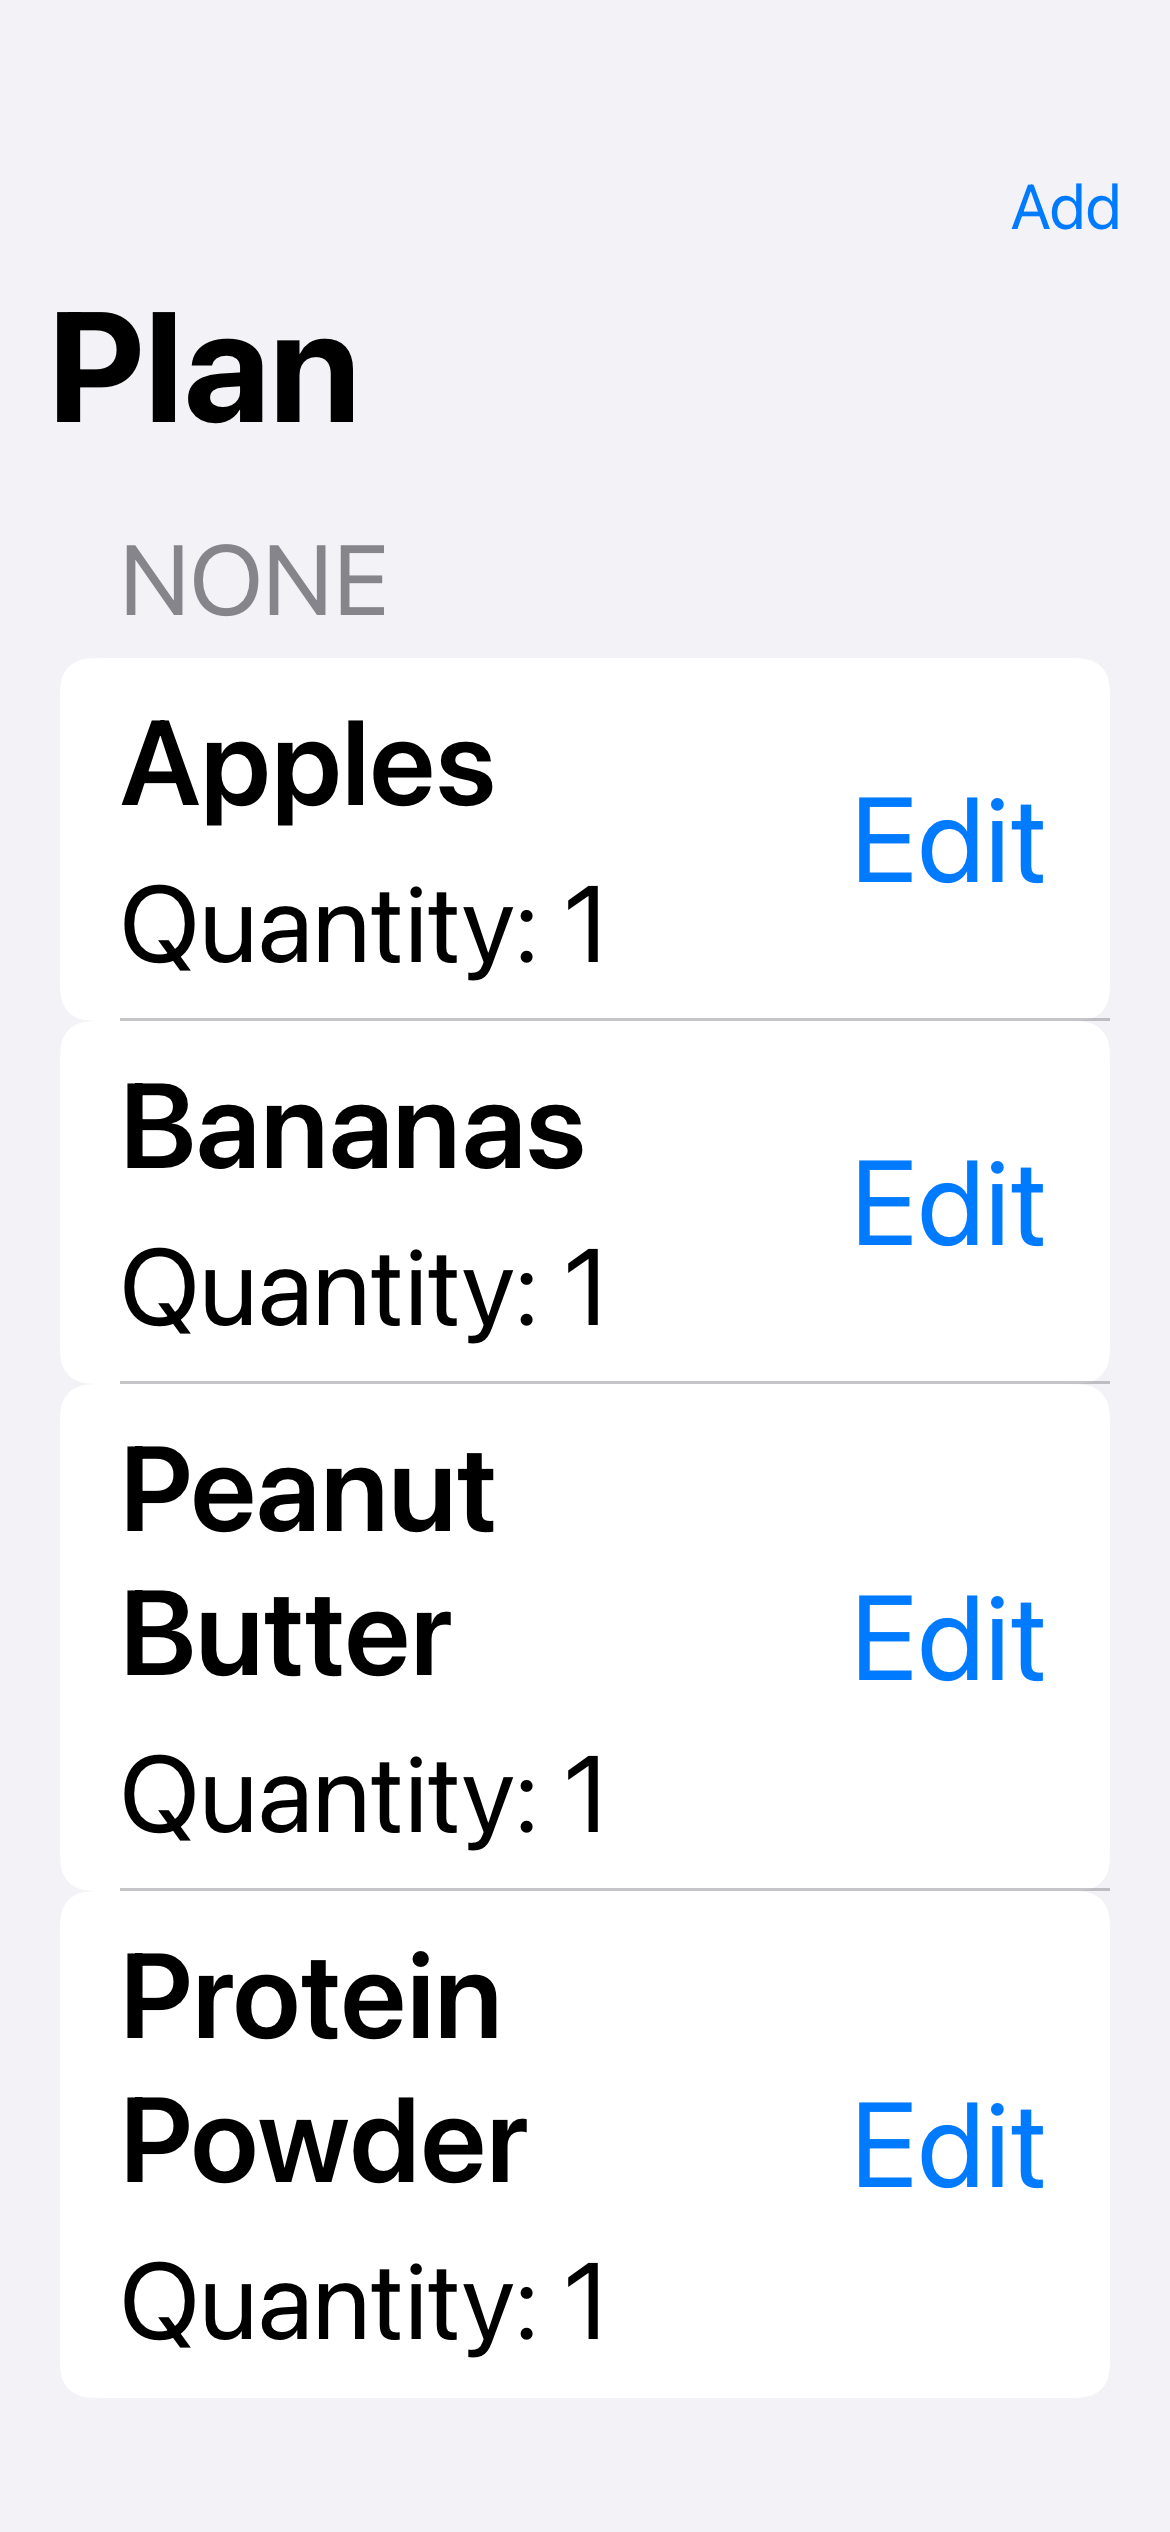 Add
Plan
NONE
Apples
Edit
Quantity: 1
Bananas
Edit
Quantity: 1
Peanut
Butter
Edit
Quantity: 1
Protein
Powder
Edit
Quantity: 1